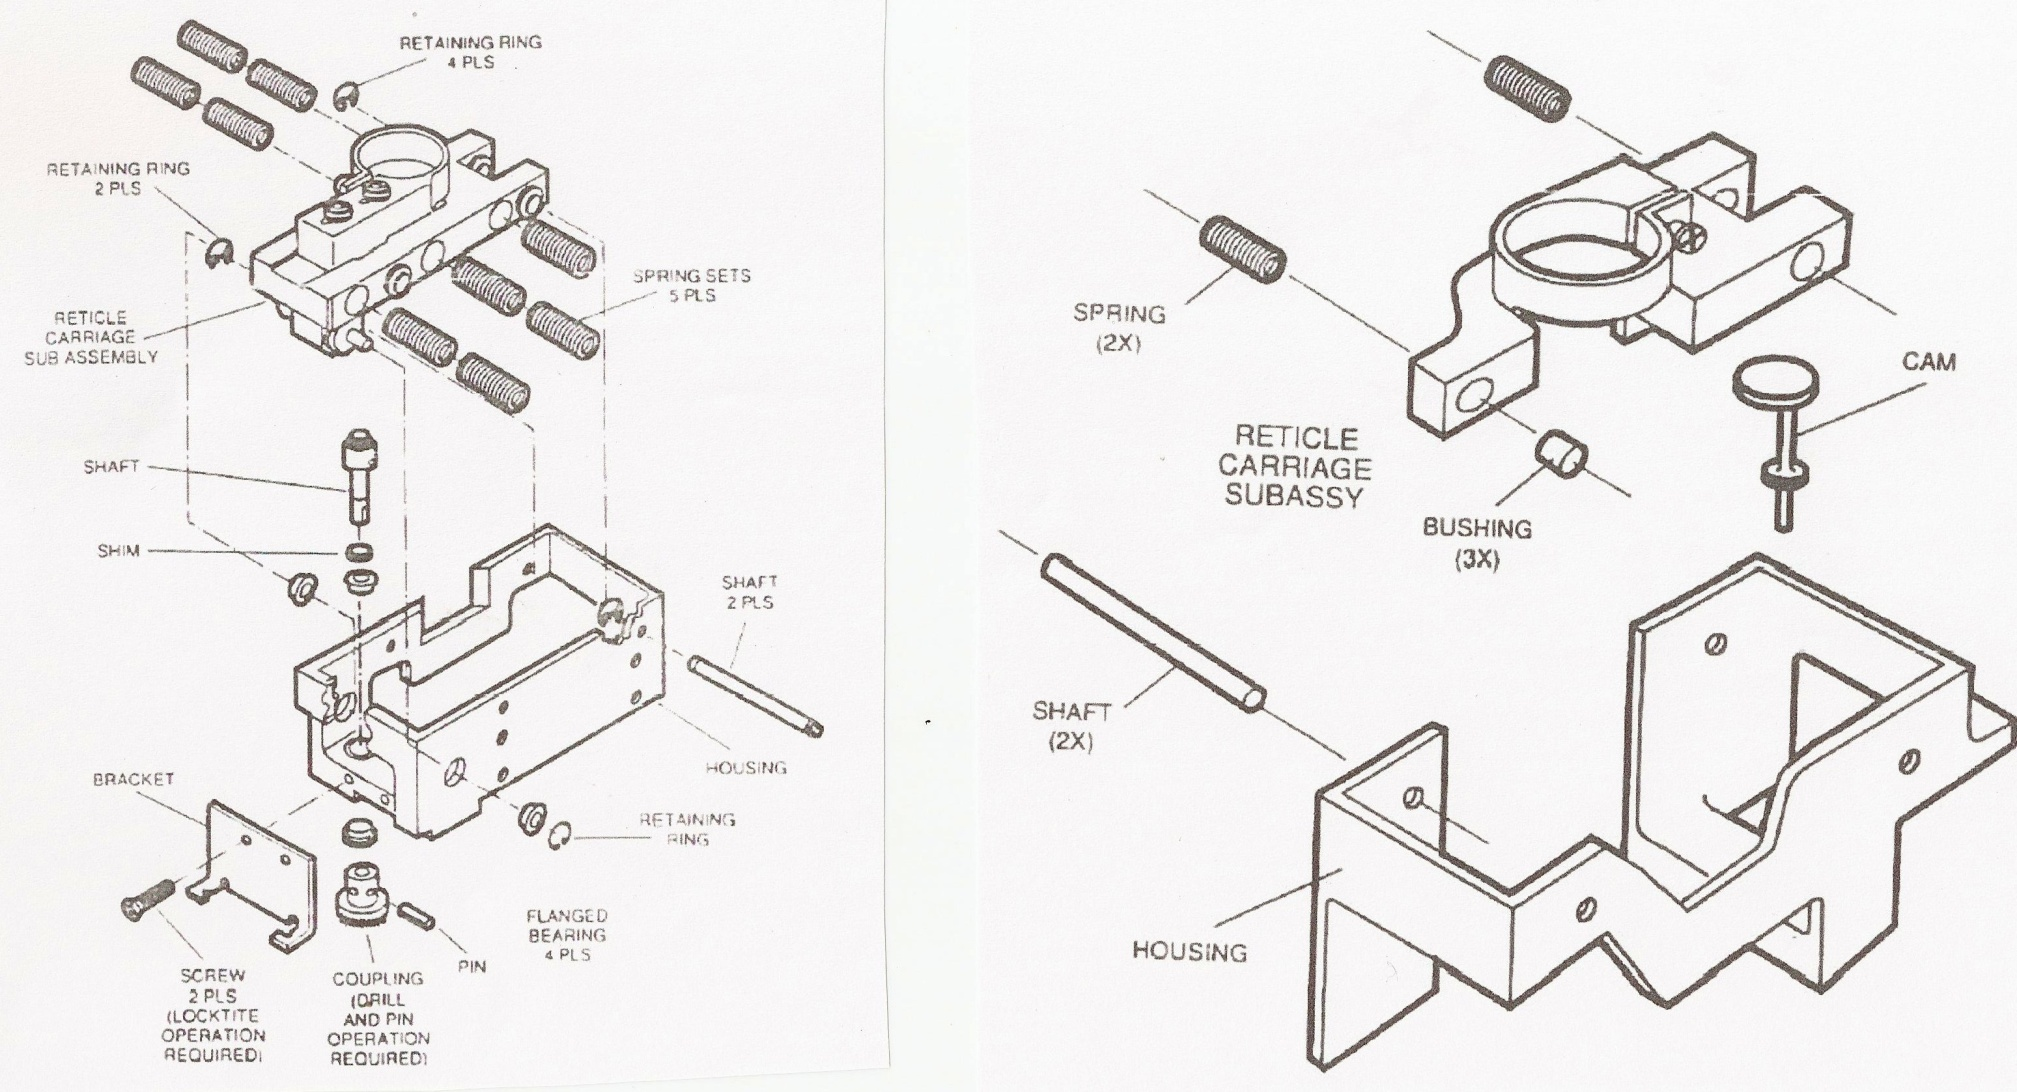 RETAINING RING
4 PLS
RETAINING RING
2 PLS
SPRING SETS
5 PLS
RETICLE
CARRIAGE
SUB ASSEMBLY
SHAFT
SHIM
SHAFT
2 PLS
HOUSING
BRACKET
RETAINING
RING
FLANGED
BEARING
4 PLS
PIN
SCREW
2 PLS
(LOCKTITE
OPERATION
REQUIRED)
COUPLING
(DRILL
AND PIN
OPERATION
REQUIRED)
SPRING
(2X)
CAM
RETICLE
CARRIAGE
SUBASSY
BUSHING
(3X)
SHAFT
(2X)
HOUSING